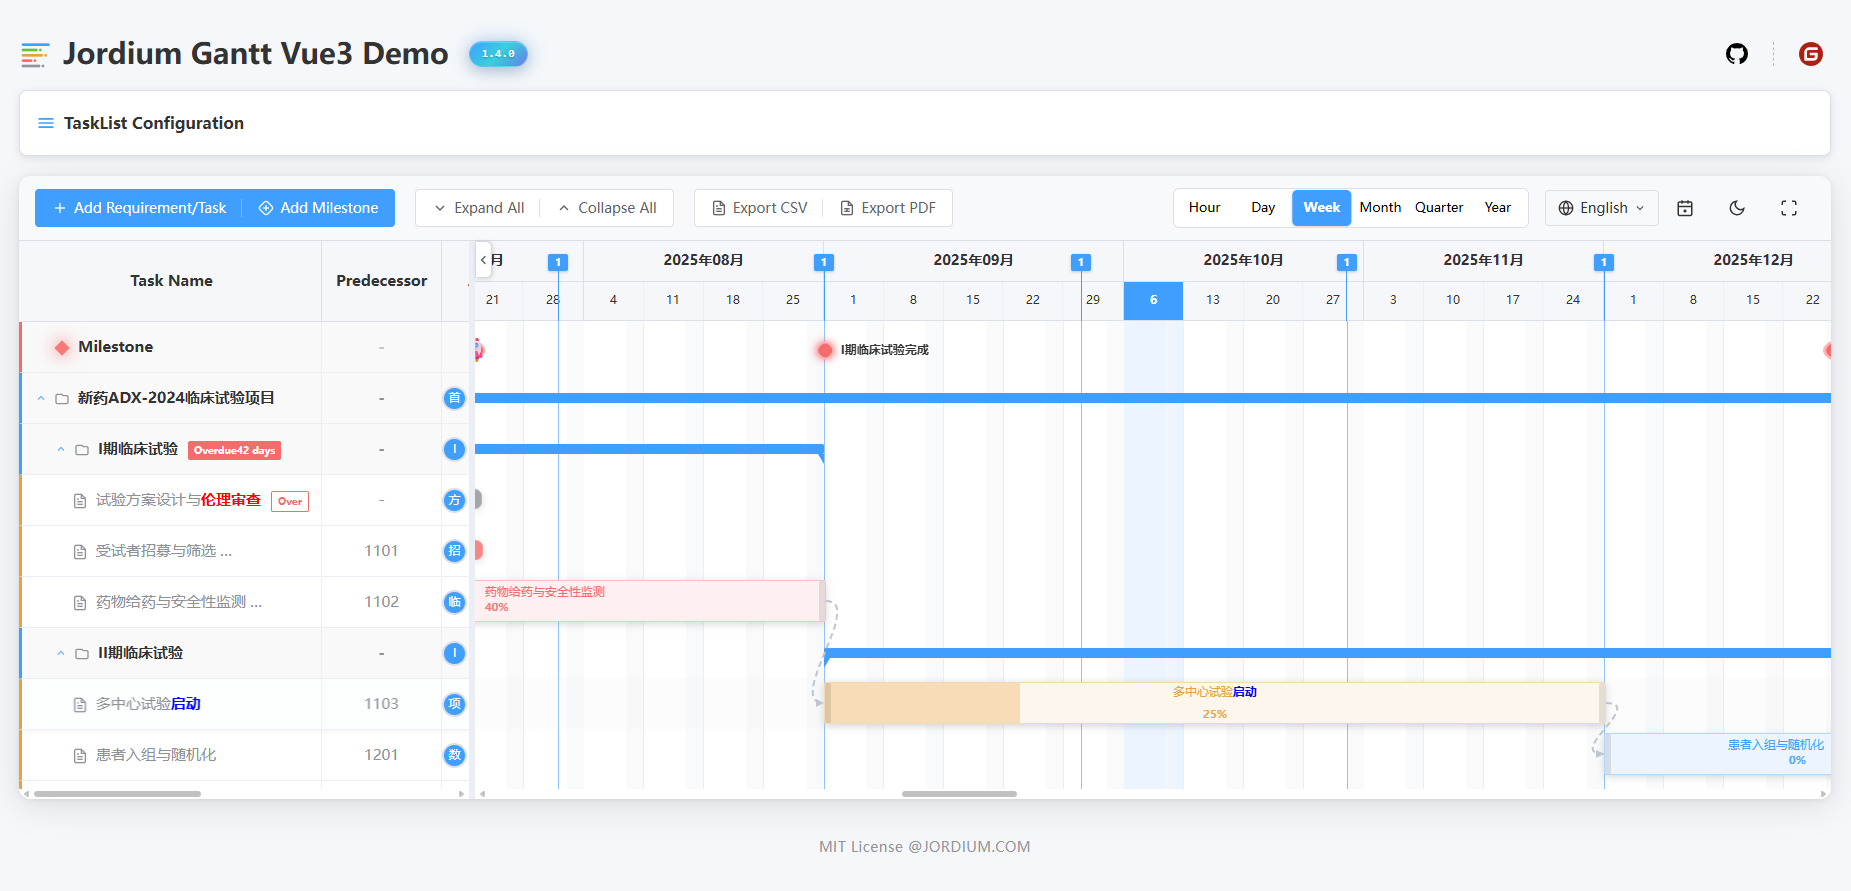 Jordium Gantt Vue3 Demo 1.4.0
TaskList Configuration
Add Requirement/Task Add Milestone Expand All Collapse All Export CSV Export PDF Hour Day Week Month Quarter Year English
Task Name Predecessor
月 2025年08月 2025年09月 2025年10月 2025年11月 2025年12月
1 1 1 1 1
21 28 4 11 18 25 1 8 15 22 29 6 13 20 27 3 10 17 24 1 8 15 22
Milestone - I期临床试验完成
新药ADX-2024临床试验项目 - 首
I期临床试验 Overdue42 days - I
试验方案设计与伦理审查 Over - 方
受试者招募与筛选 ... 1101 招
药物给药与安全性监测 ... 1102 临
药物给药与安全性监测
40%
II期临床试验 - I
多中心试验启动 1103 项
多中心试验启动
25%
患者入组与随机化 1201 数
患者入组与随机化
0%
MIT License @JORDIUM.COM